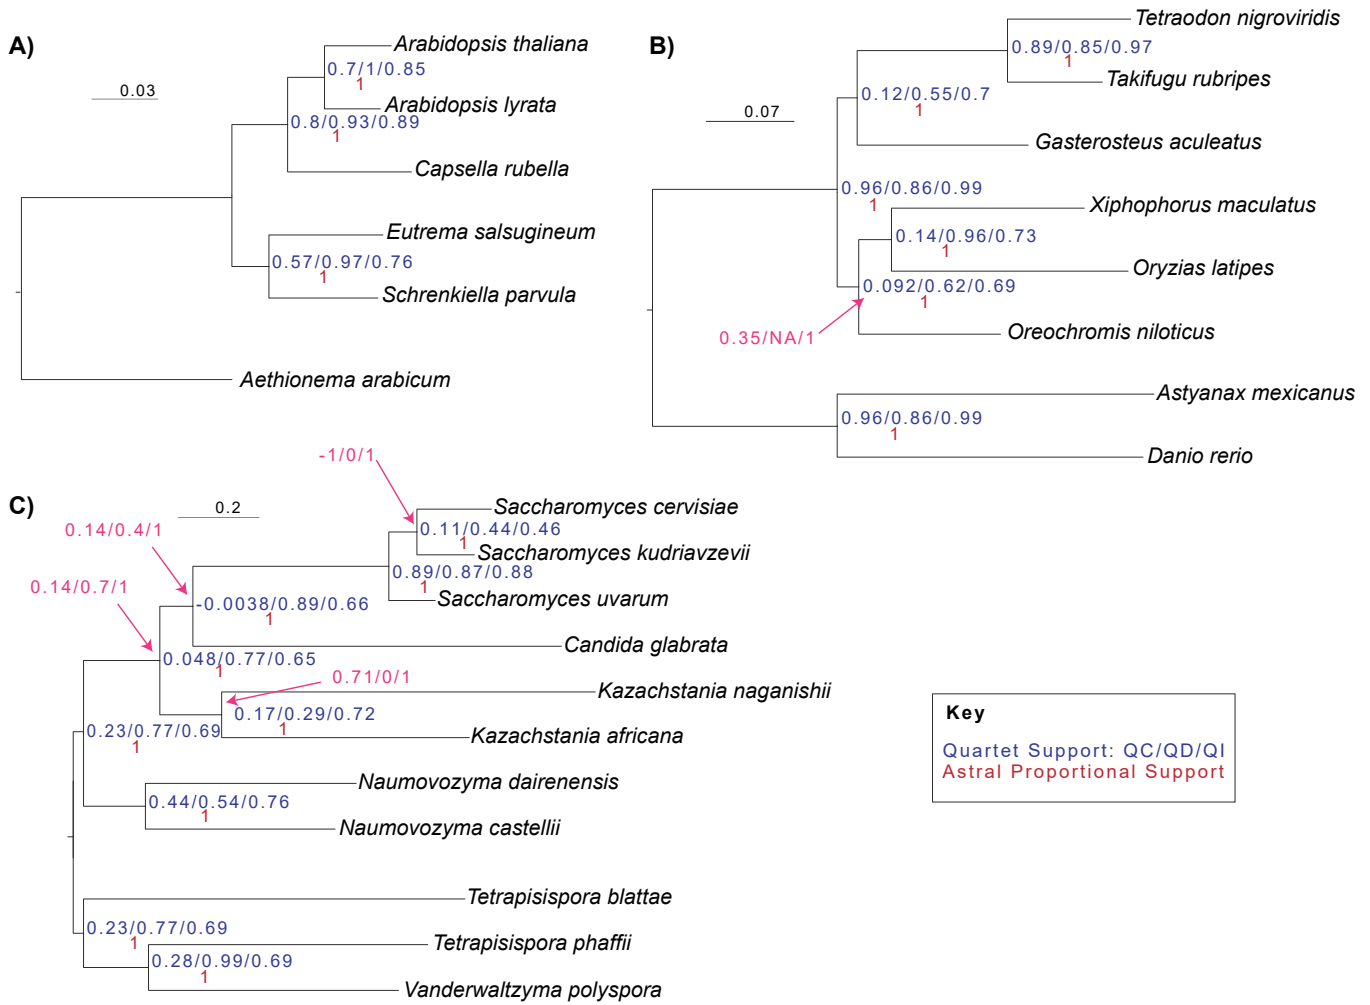 A)
0.03
Arabidopsis thaliana
0.7/1/0.85
1
Arabidopsis lyrata
0.8/0.93/0.89
1
Capsella rubella
Eutrema salsugineum
0.57/0.97/0.76
1
Schrenkiella parvula
Aethionema arabicum
B)
0.07
Tetraodon nigroviridis
0.89/0.85/0.97
1
Takifugu rubripes
0.12/0.55/0.7
1
Gasterosteus aculeatus
0.96/0.86/0.99
1
Xiphophorus maculatus
0.14/0.96/0.73
1
Oryzias latipes
0.092/0.62/0.69
1
0.35/NA/1
Oreochromis niloticus
Astyanax mexicanus
0.96/0.86/0.99
1
Danio rerio
C)
0.2
-1/0/1
Saccharomyces cervisiae
0.11/0.44/0.46
1
Saccharomyces kudriavzevii
0.14/0.4/1
0.89/0.87/0.88
1
Saccharomyces uvarum
0.14/0.7/1
-0.0038/0.89/0.66
1
Candida glabrata
0.048/0.77/0.65
1
0.71/0/1
Kazachstania naganishii
0.17/0.29/0.72
1
Kazachstania africana
0.23/0.77/0.69
1
Naumovozyma dairenensis
0.44/0.54/0.76
1
Naumovozyma castellii
Tetrapisispora blattae
0.23/0.77/0.69
1
Tetrapisispora phaffii
0.28/0.99/0.69
1
Vanderwaltzyma polyspora
Key
Quartet Support: QC/QD/QI
Astral Proportional Support